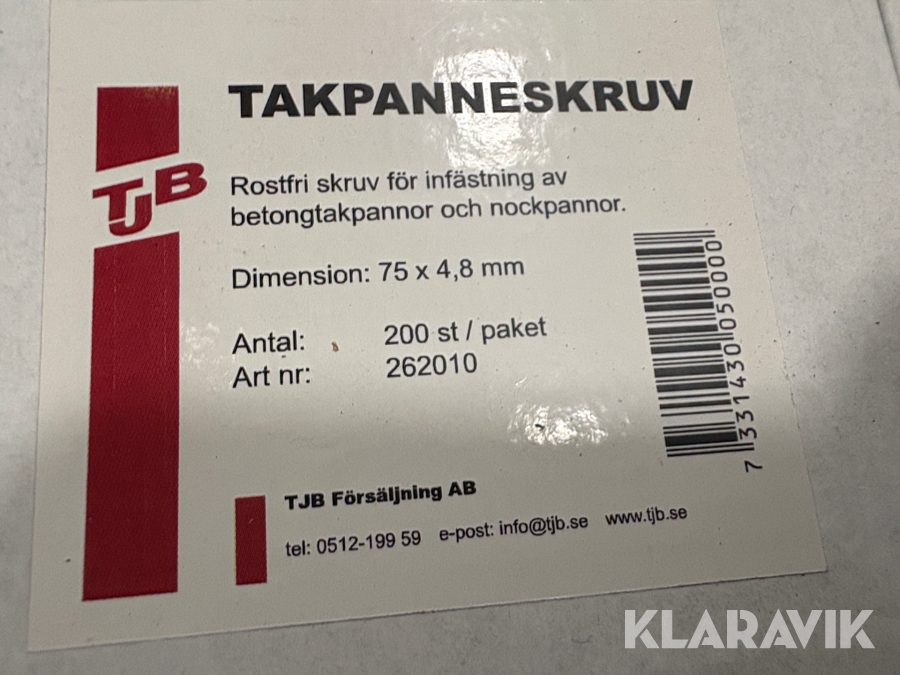 TAKPANNESKRUV
TJB
Rostfri skruv för infästning av
betongtakpannor och nockpannor.
Dimension: 75 x 4,8 mm
Antal: 200 st / paket
Art nr: 262010
7 331430 050000
TJB Försäljning AB
tel: 0512-199 59 e-post: info@tjb.se www.tjb.se
KLARAVIK